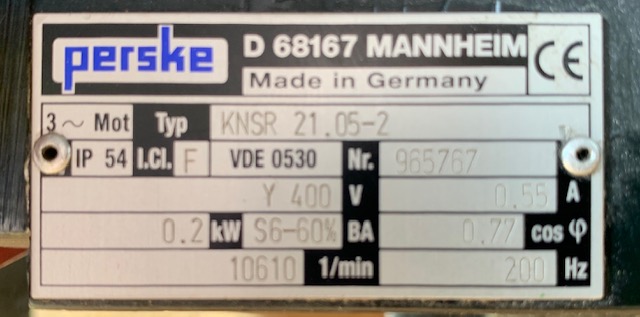 perske D 68167 MANNHEIM CE
Made in Germany
3~ Mot Typ KNSR 21.05-2
IP 54 I.Cl. F VDE 0530 Nr. 965767
Y 400 V 0.55 A
0.2 kW S6-60% BA 0.77 cos φ
10610 1/min 200 Hz